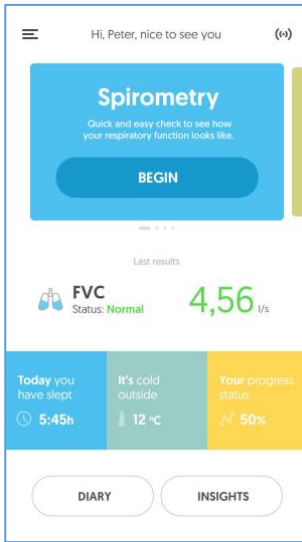 Hi, Peter, nice to see you
Spirometry
Quick and easy check to see how
your respiratory function looks like.
BEGIN
Last results
FVC
Status: Normal
4,56 l/s
Today you
have slept
5:45h
It's cold
outside
12 ºC
Your progress
status
50%
DIARY
INSIGHTS